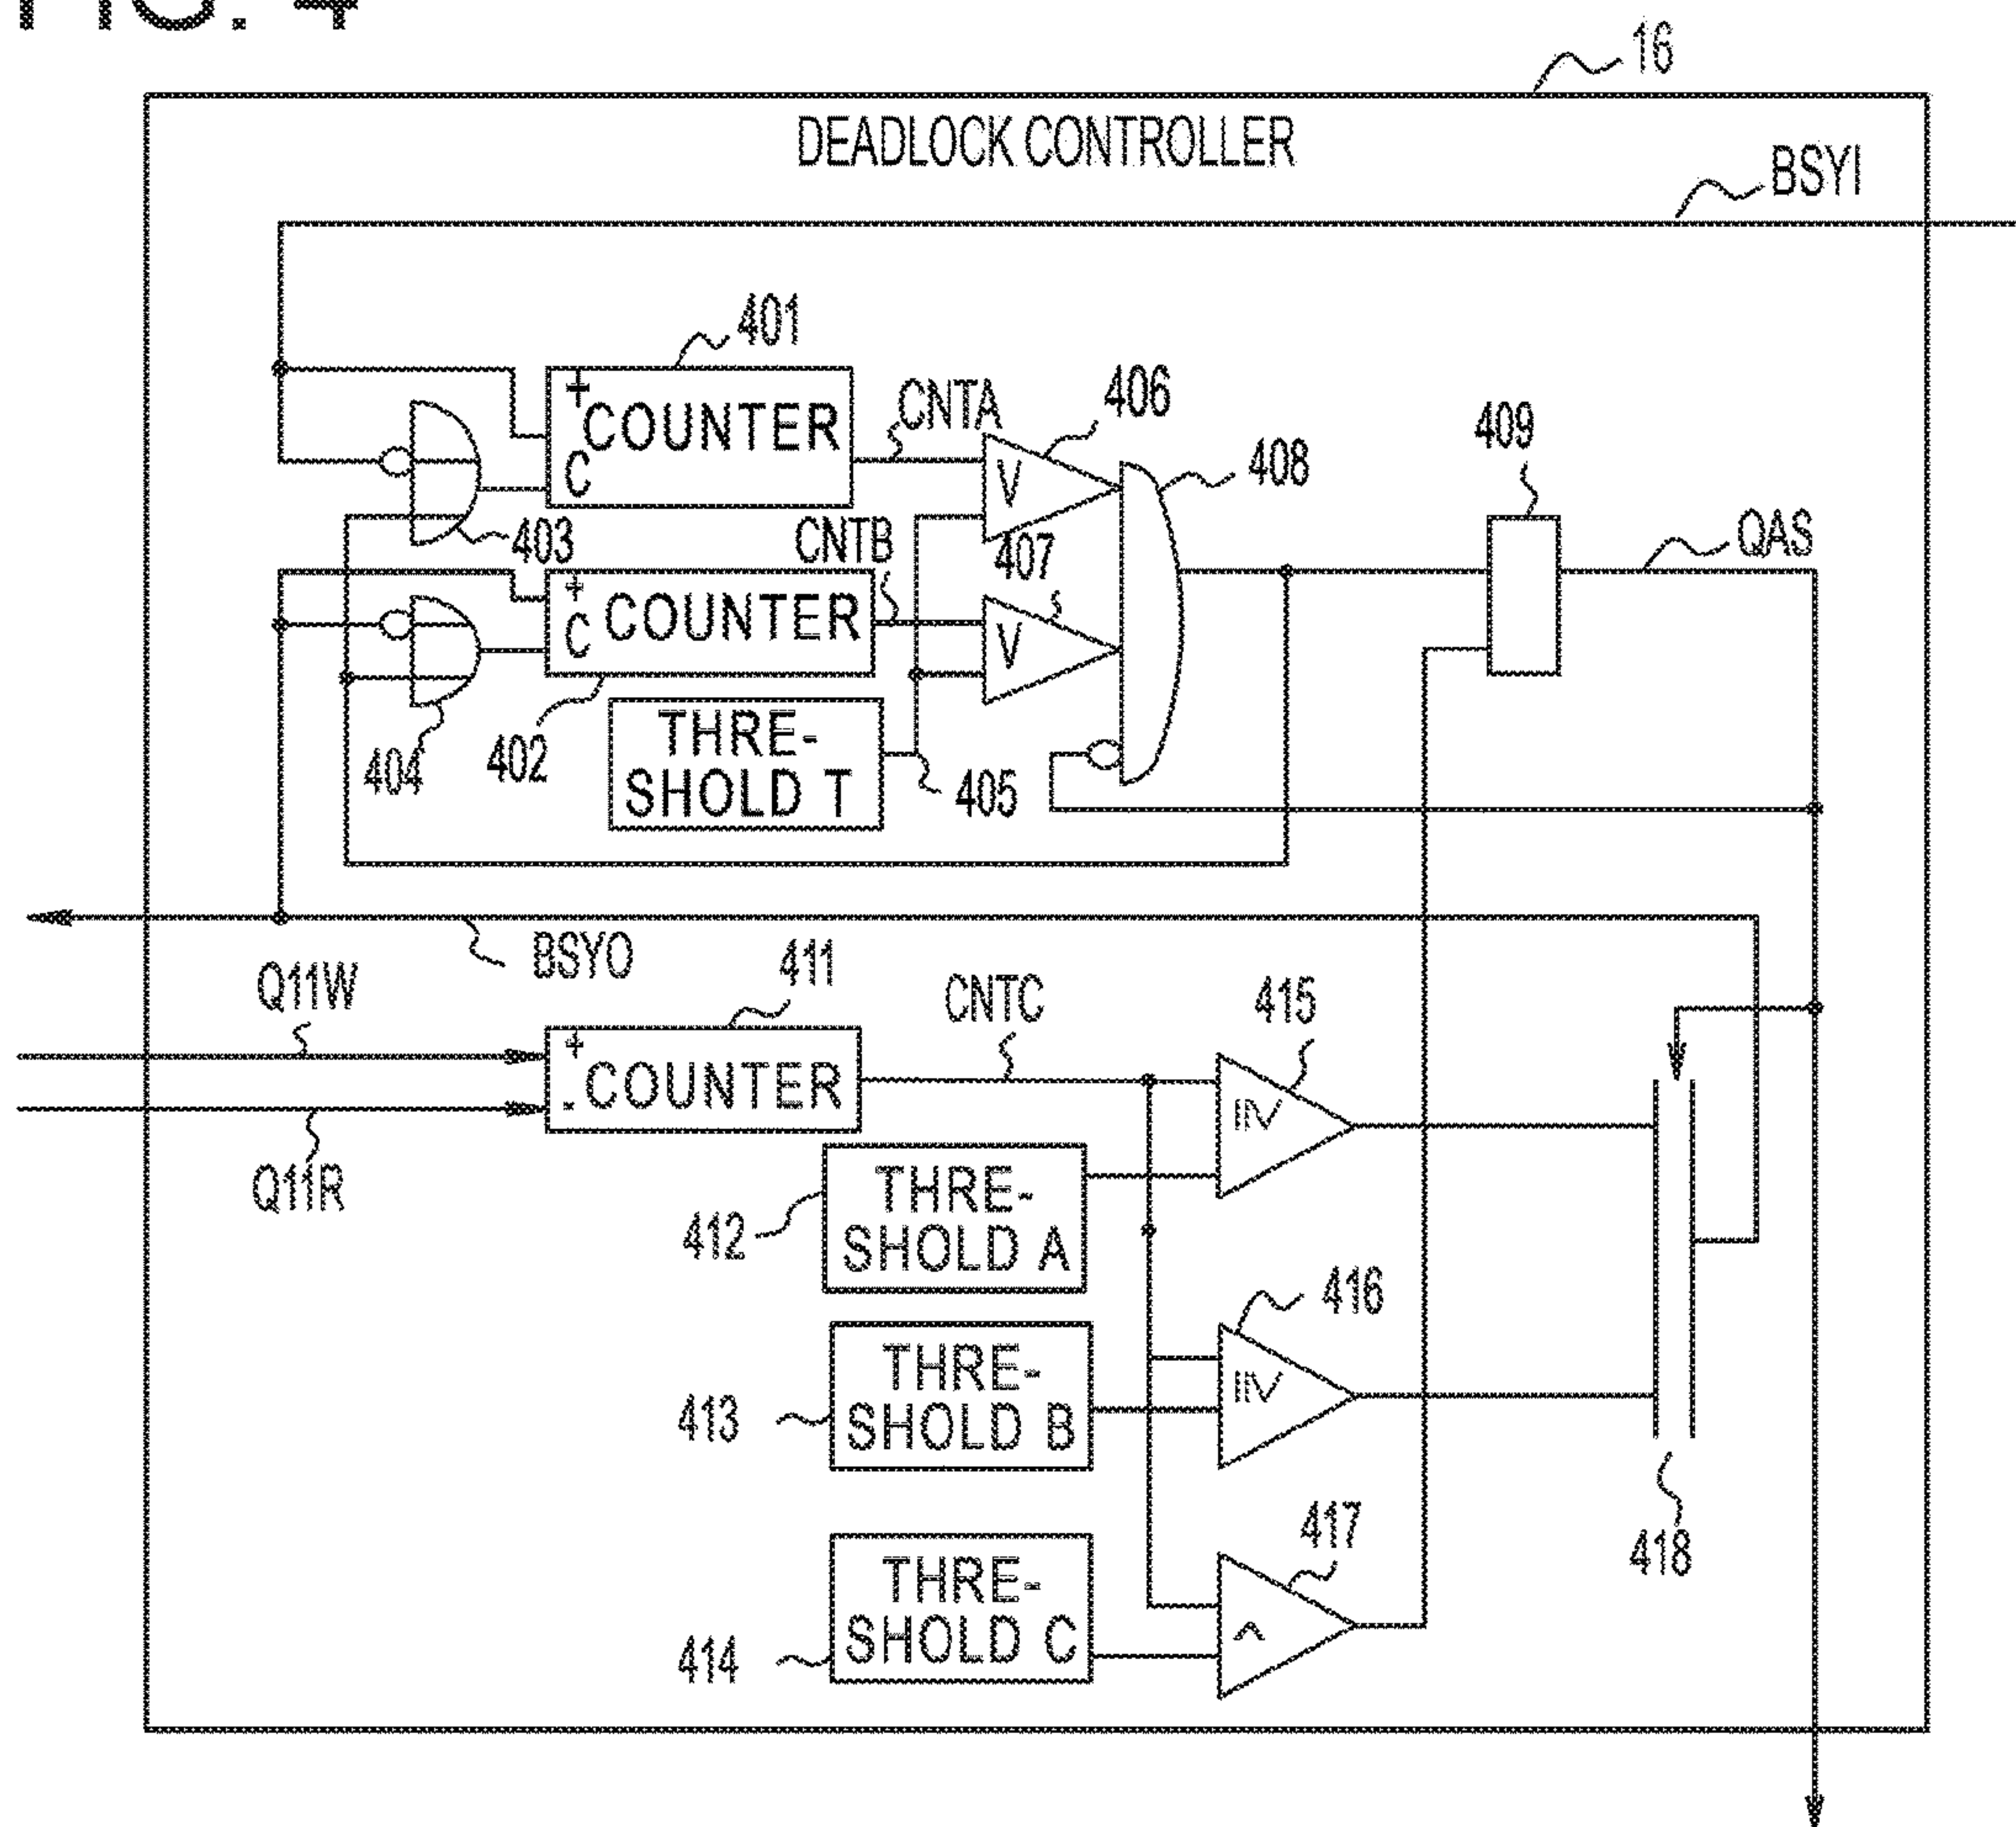 FIG. 4
16
DEADLOCK CONTROLLER
BSYI
401
+
COUNTER
C
CNTA
406
408
409
V
403
CNTB
407
QAS
+
C COUNTER
V
404
402
THRE-
SHOLD T
405
BSYO
Q11W
411
CNTC
415
+
- COUNTER
Q11R
412
THRE-
SHOLD A
416
413
THRE-
SHOLD B
417
418
414
THRE-
SHOLD C